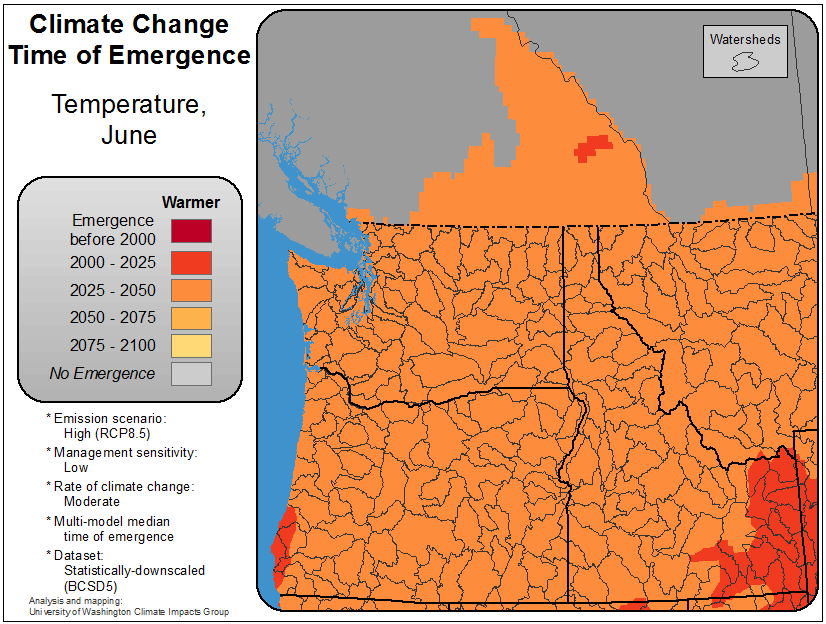 Climate Change
Time of Emergence
Temperature,
June
Warmer
Emergence
before 2000
2000 - 2025
2025 - 2050
2050 - 2075
2075 - 2100
No Emergence
* Emission scenario:
High (RCP8.5)
* Management sensitivity:
Low
* Rate of climate change:
Moderate
* Multi-model median
time of emergence
* Dataset:
Statistically-downscaled
(BCSD5)
Analysis and mapping:
University of Washington Climate Impacts Group
Watersheds